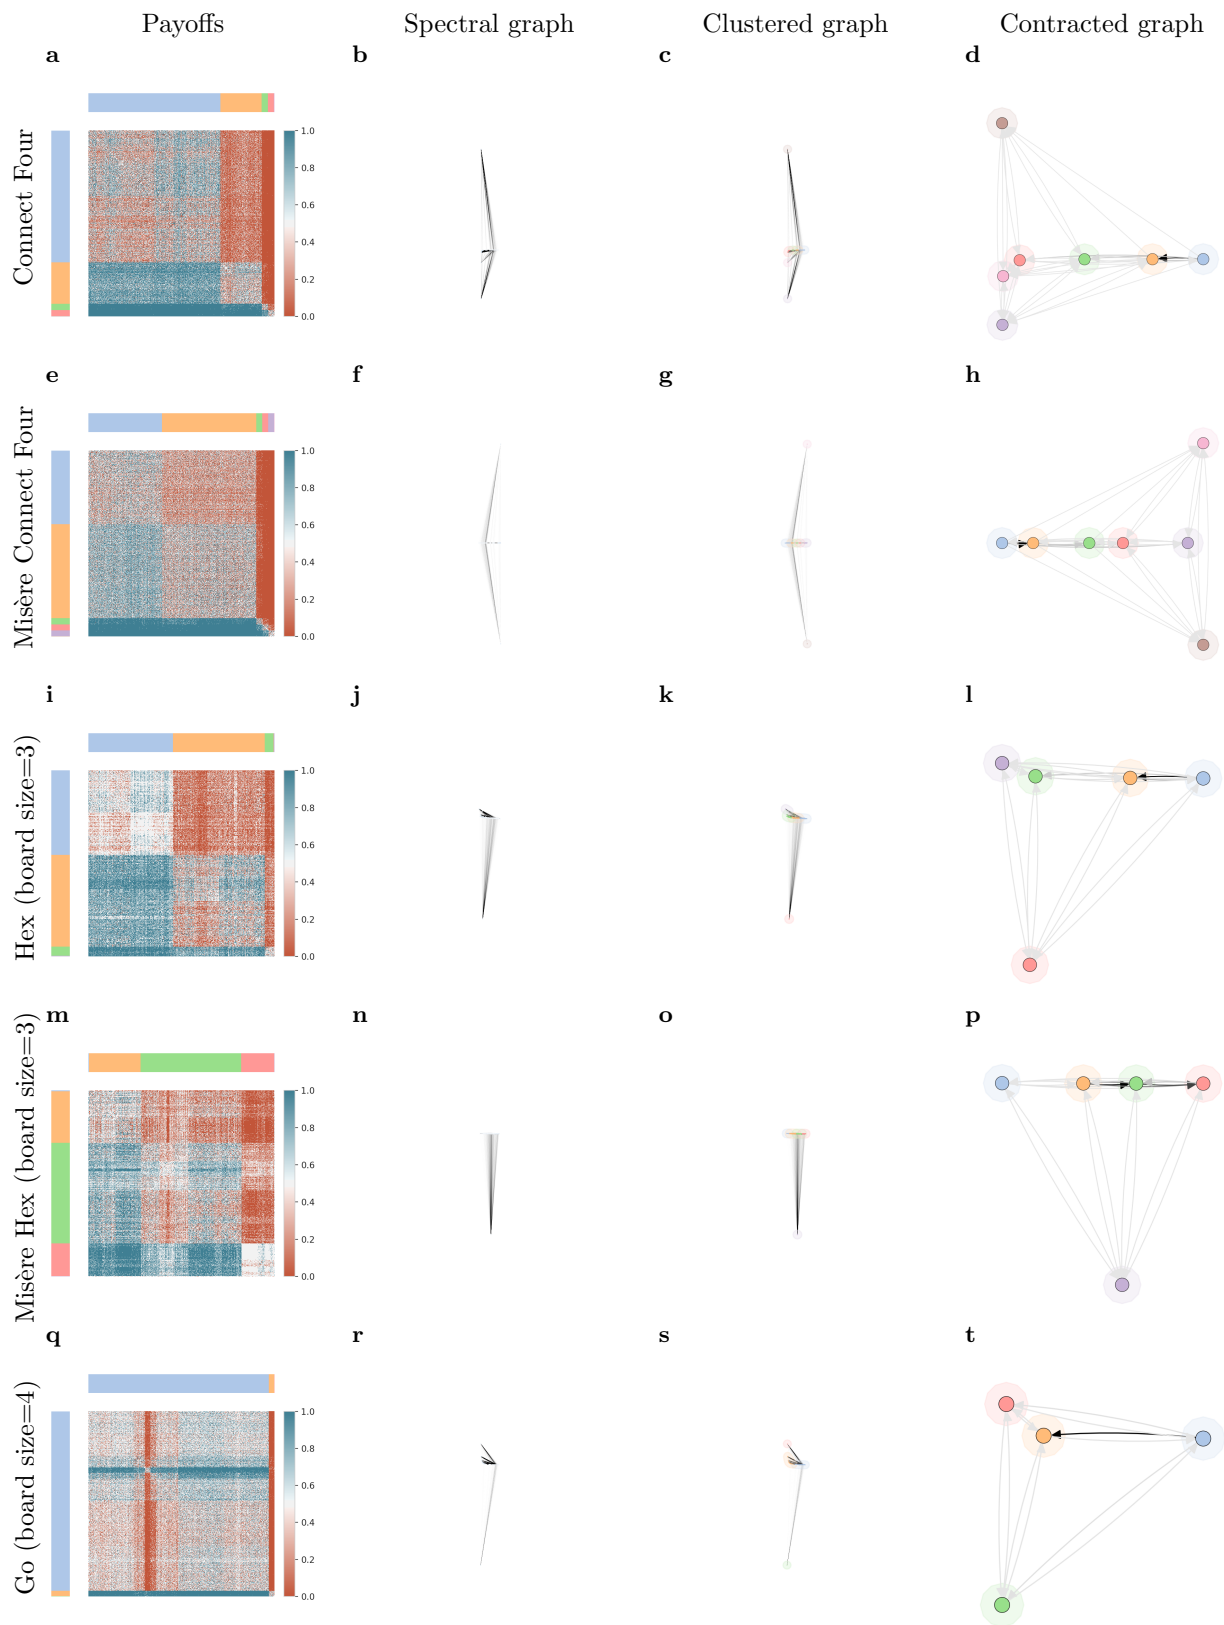 Payoffs Spectral graph Clustered graph Contracted graph
a b c d
Connect Four
1.0
0.8
0.6
0.4
0.2
0.0
e f g h
Misère Connect Four
1.0
0.8
0.6
0.4
0.2
0.0
i j k l
Hex (board size=3)
1.0
0.8
0.6
0.4
0.2
0.0
m n o p
Misère Hex (board size=3)
1.0
0.8
0.6
0.4
0.2
0.0
q r s t
Go (board size=4)
1.0
0.8
0.6
0.4
0.2
0.0